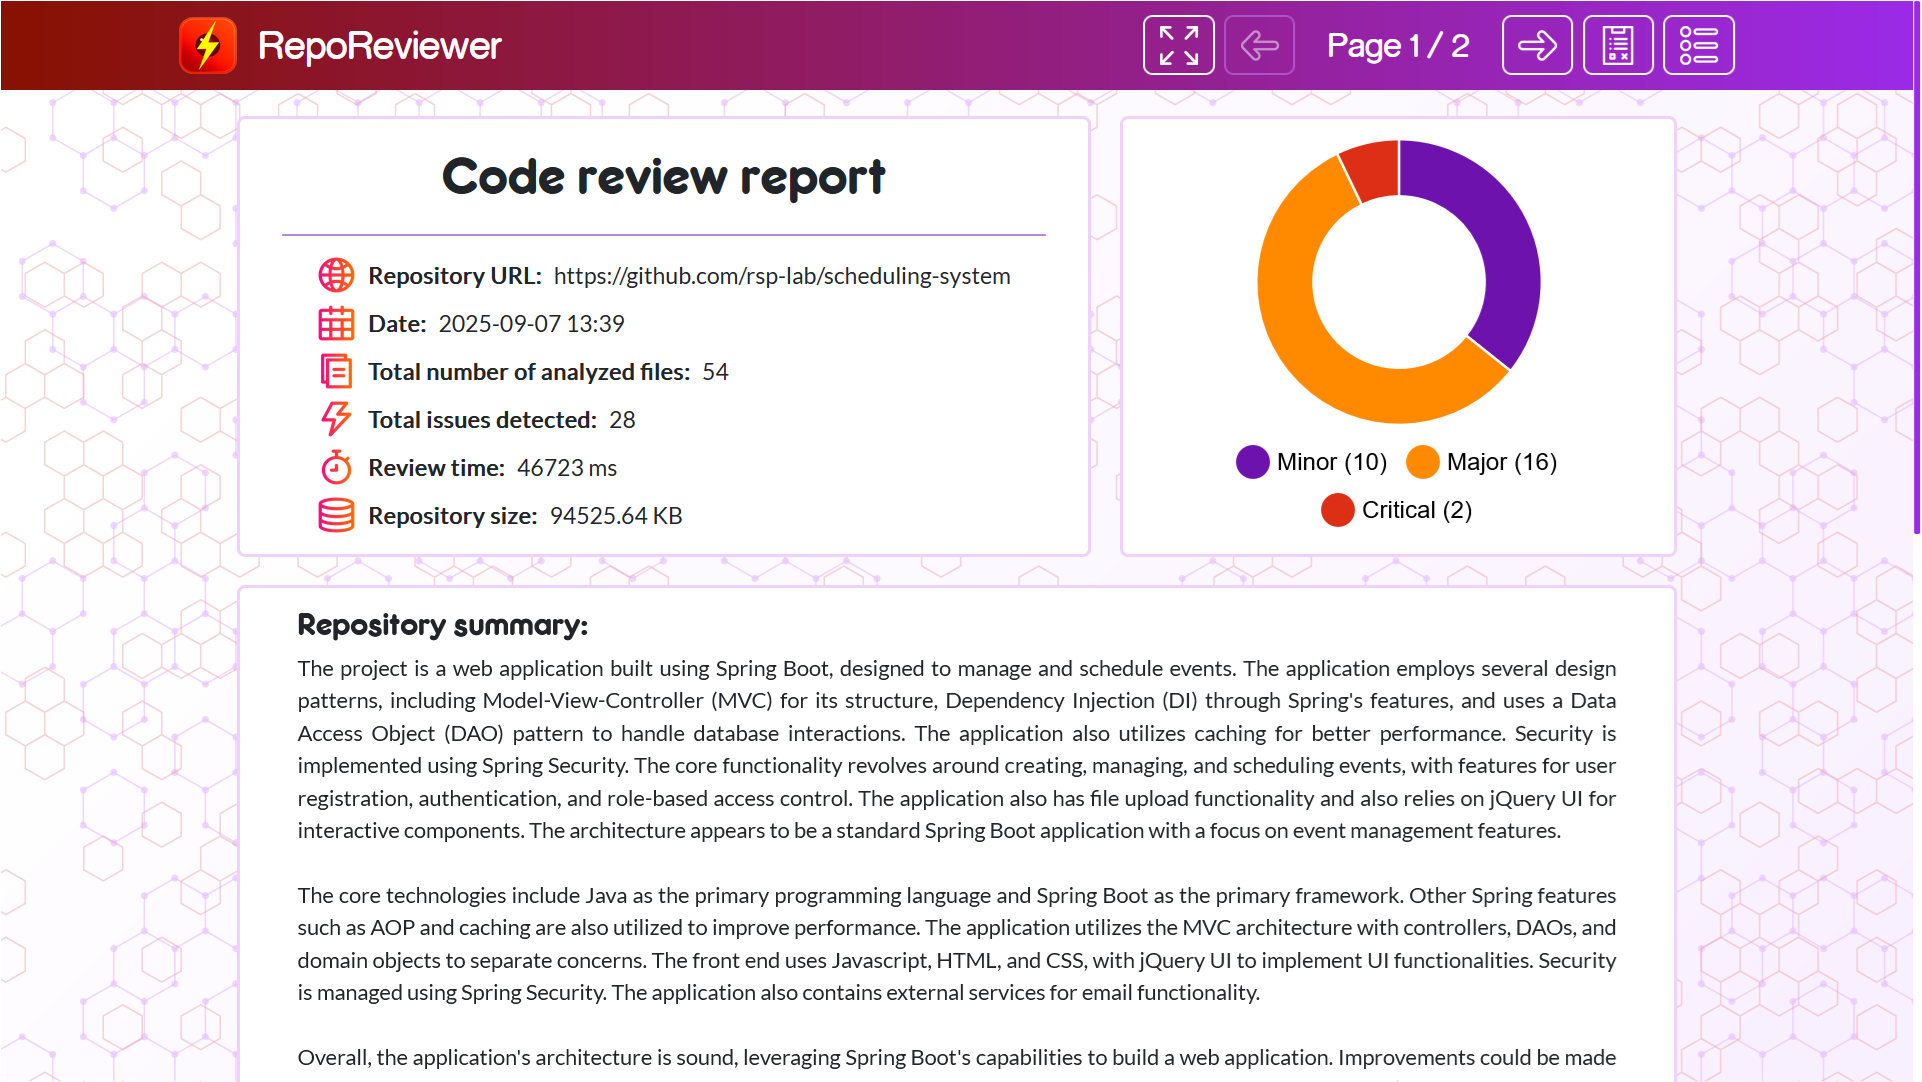 RepoReviewer
Page 1 / 2
Code review report
Repository URL: https://github.com/rsp-lab/scheduling-system
Date: 2025-09-07 13:39
Total number of analyzed files: 54
Total issues detected: 28
Review time: 46723 ms
Repository size: 94525.64 KB
Minor (10) Major (16)
Critical (2)
Repository summary:
The project is a web application built using Spring Boot, designed to manage and schedule events. The application employs several design
patterns, including Model-View-Controller (MVC) for its structure, Dependency Injection (DI) through Spring's features, and uses a Data
Access Object (DAO) pattern to handle database interactions. The application also utilizes caching for better performance. Security is
implemented using Spring Security. The core functionality revolves around creating, managing, and scheduling events, with features for user
registration, authentication, and role-based access control. The application also has file upload functionality and also relies on jQuery UI for
interactive components. The architecture appears to be a standard Spring Boot application with a focus on event management features.
The core technologies include Java as the primary programming language and Spring Boot as the primary framework. Other Spring features
such as AOP and caching are also utilized to improve performance. The application utilizes the MVC architecture with controllers, DAOs, and
domain objects to separate concerns. The front end uses Javascript, HTML, and CSS, with jQuery UI to implement UI functionalities. Security
is managed using Spring Security. The application also contains external services for email functionality.
Overall, the application's architecture is sound, leveraging Spring Boot's capabilities to build a web application. Improvements could be made